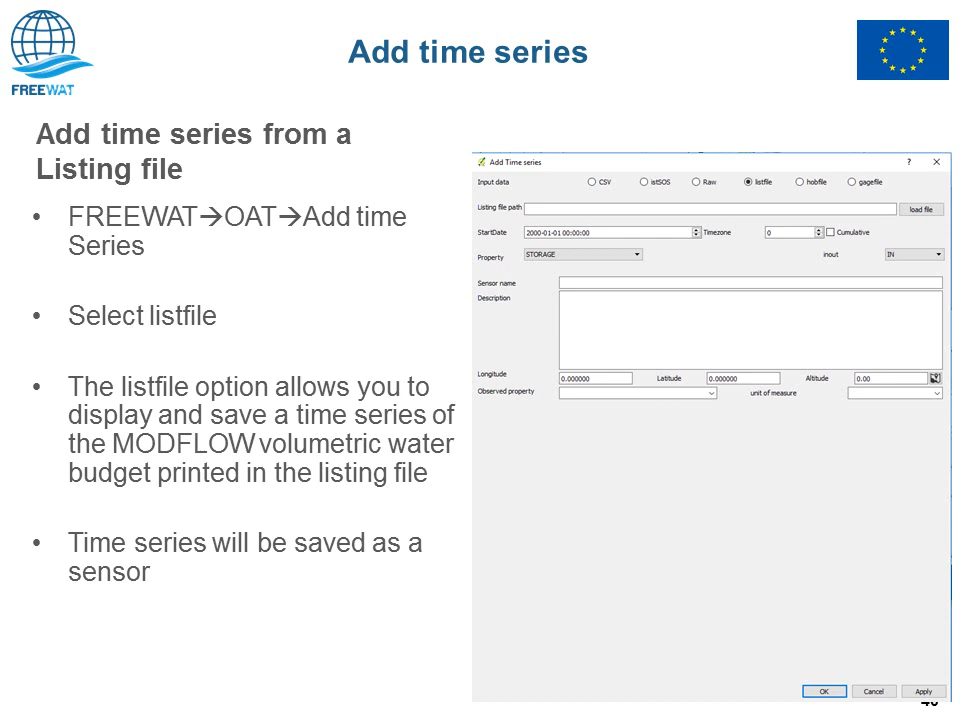 Add time series
FREEWAT
Add time series from a
Listing file
• FREEWAT→OAT→Add time
Series
• Select listfile
• The listfile option allows you to
display and save a time series of
the MODFLOW volumetric water
budget printed in the listing file
• Time series will be saved as a
sensor
Add Time series ? ×
Input data CSV istSOS Raw listfile hobfile gagefile
Listing file path load file
StartDate 2000-01-01 00:00:00 Timezone 0 Cumulative
Property STORAGE inout IN
Sensor name
Description
Longitude 0.000000 Latitude 0.000000 Altitude 0.00
Observed property unit of measure
OK Cancel Apply